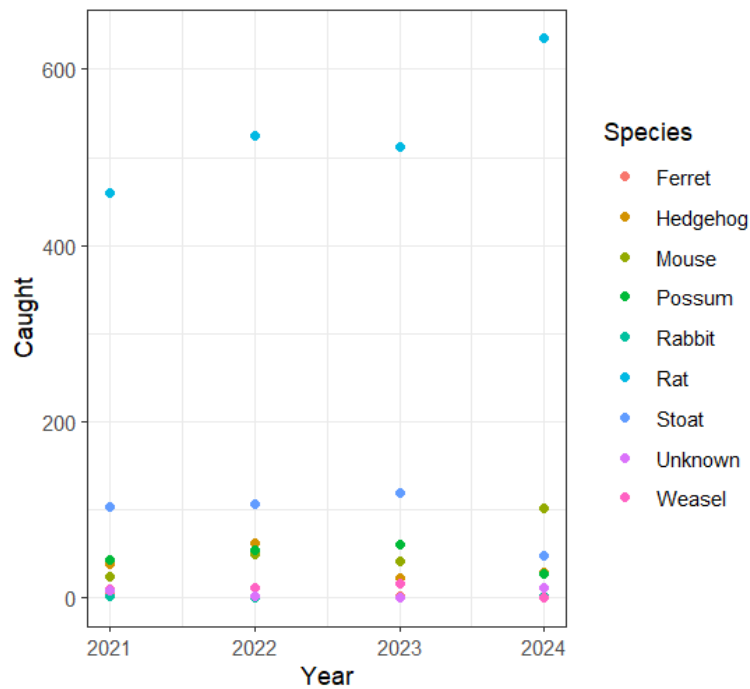 600
400
200
0
Caught
2021 2022 2023 2024
Year
Species
Ferret
Hedgehog
Mouse
Possum
Rabbit
Rat
Stoat
Unknown
Weasel